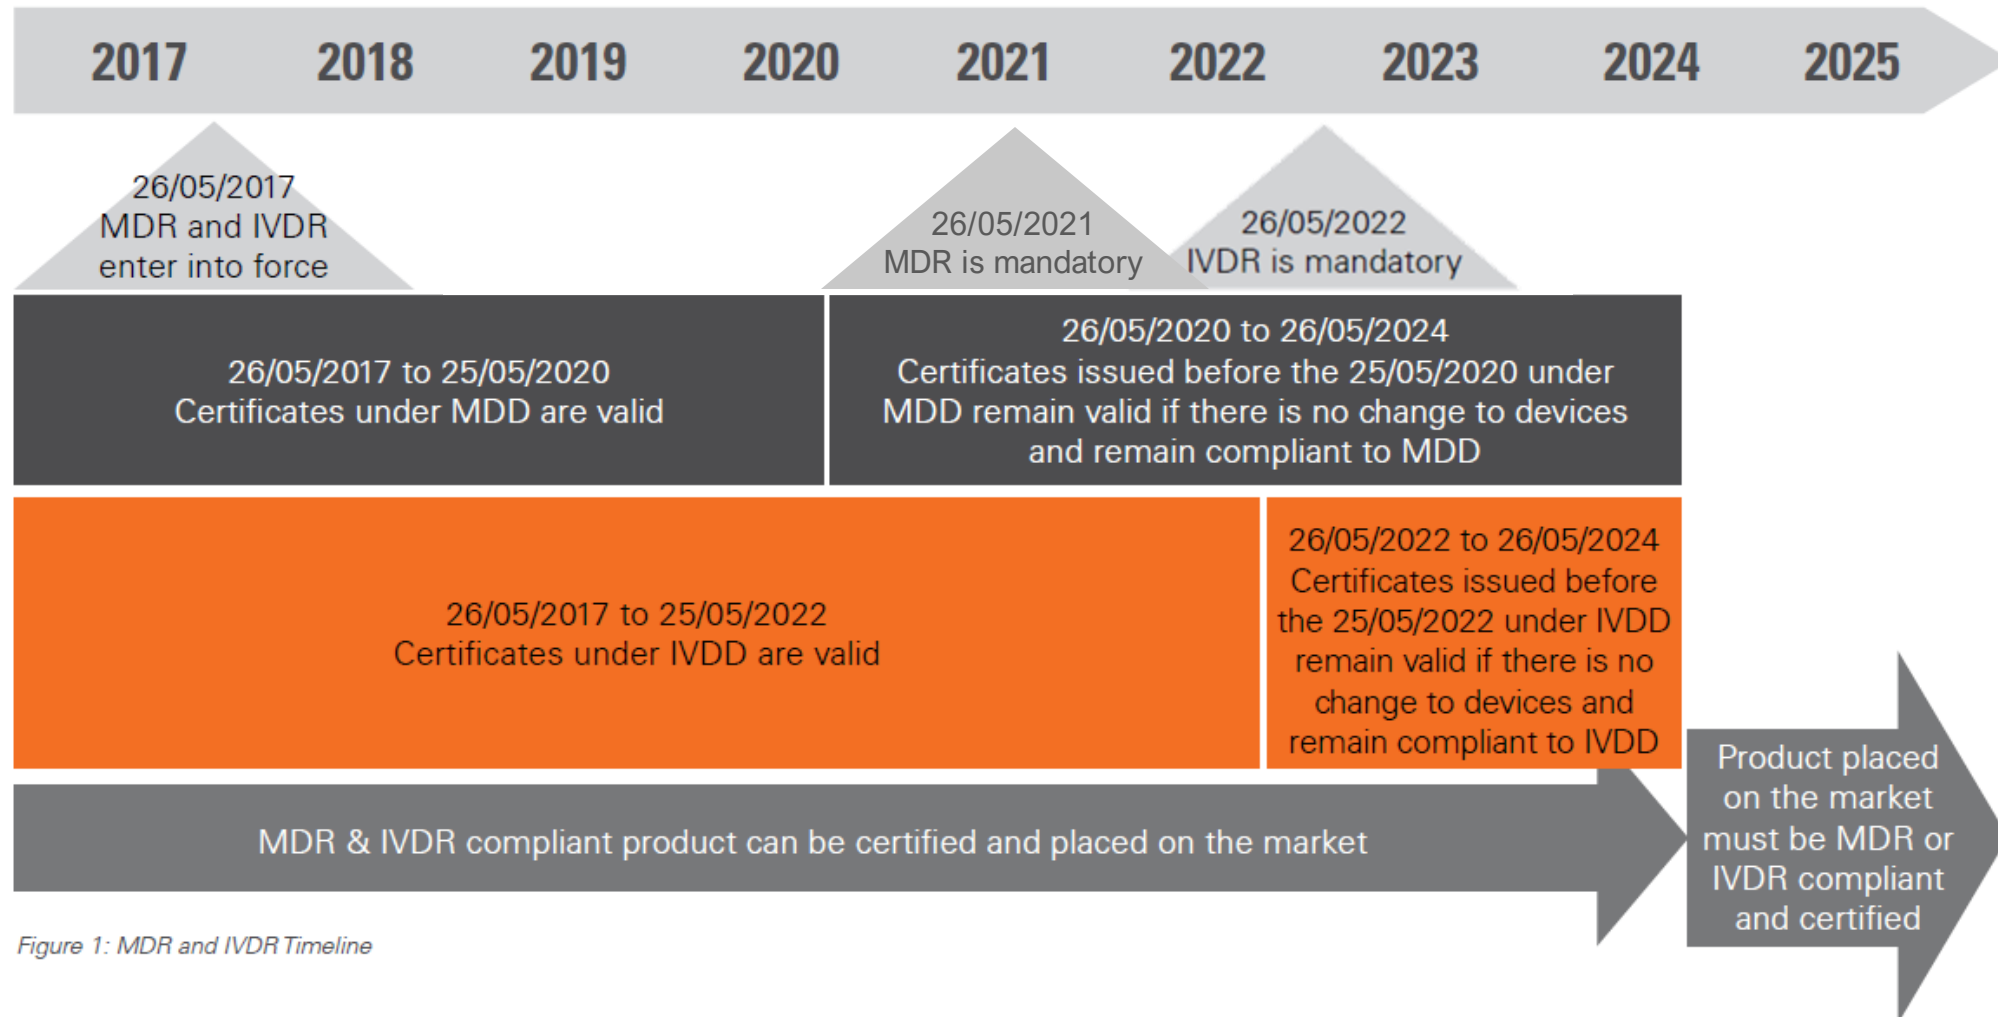 2017 2018 2019 2020 2021 2022 2023 2024 2025
26/05/2017
MDR and IVDR
enter into force
26/05/2021
MDR is mandatory
26/05/2022
IVDR is mandatory
26/05/2017 to 25/05/2020
Certificates under MDD are valid
26/05/2020 to 26/05/2024
Certificates issued before the 25/05/2020 under
MDD remain valid if there is no change to devices
and remain compliant to MDD
26/05/2017 to 25/05/2022
Certificates under IVDD are valid
26/05/2022 to 26/05/2024
Certificates issued before
the 25/05/2022 under IVDD
remain valid if there is no
change to devices and
remain compliant to IVDD
MDR & IVDR compliant product can be certified and placed on the market
Product placed
on the market
must be MDR or
IVDR compliant
and certified
Figure 1: MDR and IVDR Timeline